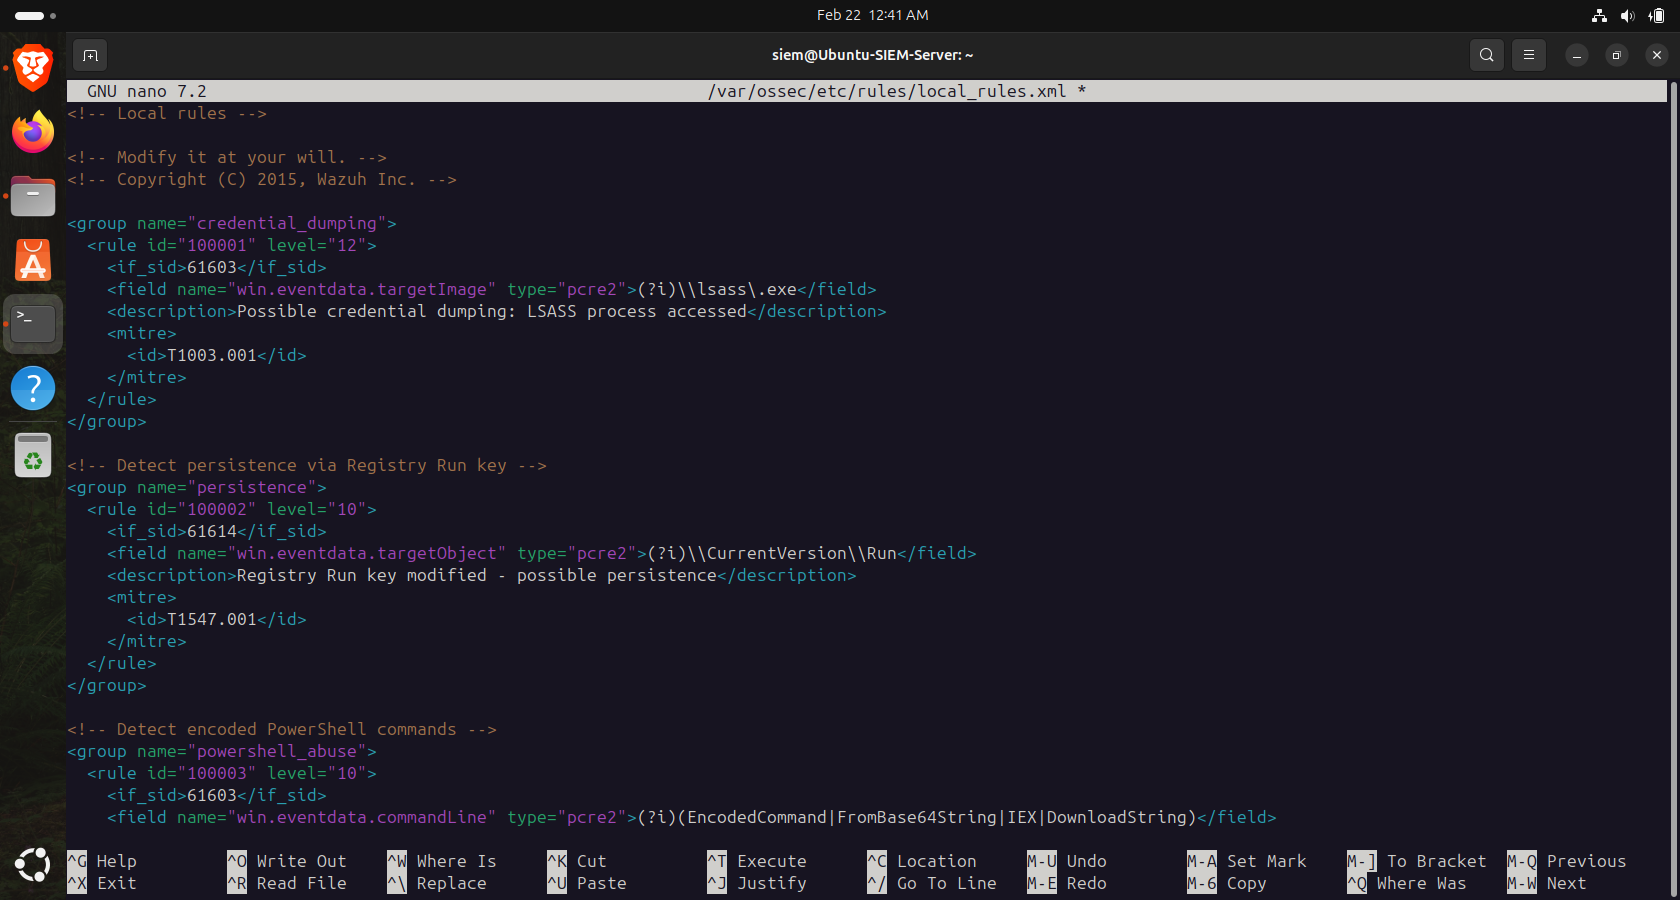 Feb 22 12:41 AM
siem@Ubuntu-SIEM-Server: ~
GNU nano 7.2 /var/ossec/etc/rules/local_rules.xml *
<!-- Local rules -->

<!-- Modify it at your will. -->
<!-- Copyright (C) 2015, Wazuh Inc. -->

<group name="credential_dumping">
  <rule id="100001" level="12">
    <if_sid>61603</if_sid>
    <field name="win.eventdata.targetImage" type="pcre2">(?i)\\lsass\.exe</field>
    <description>Possible credential dumping: LSASS process accessed</description>
    <mitre>
      <id>T1003.001</id>
    </mitre>
  </rule>
</group>

<!-- Detect persistence via Registry Run key -->
<group name="persistence">
  <rule id="100002" level="10">
    <if_sid>61614</if_sid>
    <field name="win.eventdata.targetObject" type="pcre2">(?i)\\CurrentVersion\\Run</field>
    <description>Registry Run key modified - possible persistence</description>
    <mitre>
      <id>T1547.001</id>
    </mitre>
  </rule>
</group>

<!-- Detect encoded PowerShell commands -->
<group name="powershell_abuse">
  <rule id="100003" level="10">
    <if_sid>61603</if_sid>
    <field name="win.eventdata.commandLine" type="pcre2">(?i)(EncodedCommand|FromBase64String|IEX|DownloadString)</field>

^G Help ^O Write Out ^W Where Is ^K Cut ^T Execute ^C Location M-U Undo M-A Set Mark M-] To Bracket M-Q Previous
^X Exit ^R Read File ^\ Replace ^U Paste ^J Justify ^/ Go To Line M-E Redo M-6 Copy ^Q Where Was M-W Next